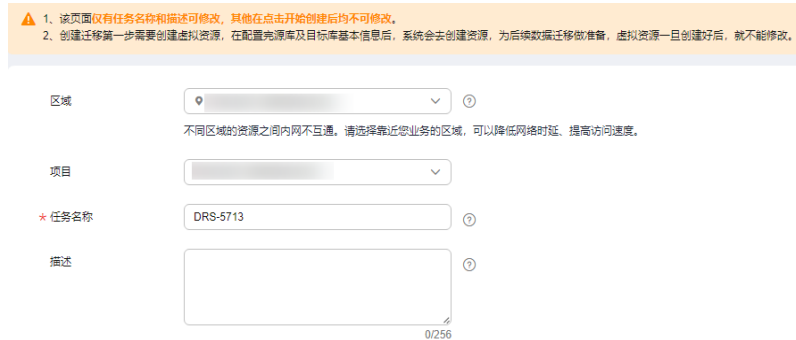 1、该页面仅有任务名称和描述可修改，其他在点击开始创建后均不可修改。
2、创建迁移第一步需要创建虚拟资源，在配置完源库及目标库基本信息后，系统会去创建资源，为后续数据迁移做准备，虚拟资源一旦创建好后，就不能修改。
区域
不同区域的资源之间内网不互通。请选择靠近您业务的区域，可以降低网络时延、提高访问速度。
项目
* 任务名称 DRS-5713
描述
0/256